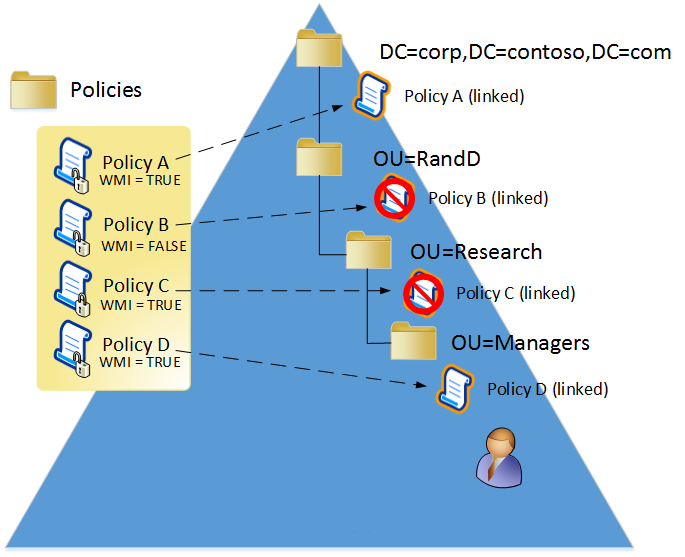 DC=corp,DC=contoso,DC=com
Policies
Policy A (linked)
Policy A
WMI = TRUE
OU=RandD
Policy B (linked)
Policy B
WMI = FALSE
OU=Research
Policy C
WMI = TRUE
Policy C (linked)
OU=Managers
Policy D
WMI = TRUE
Policy D (linked)